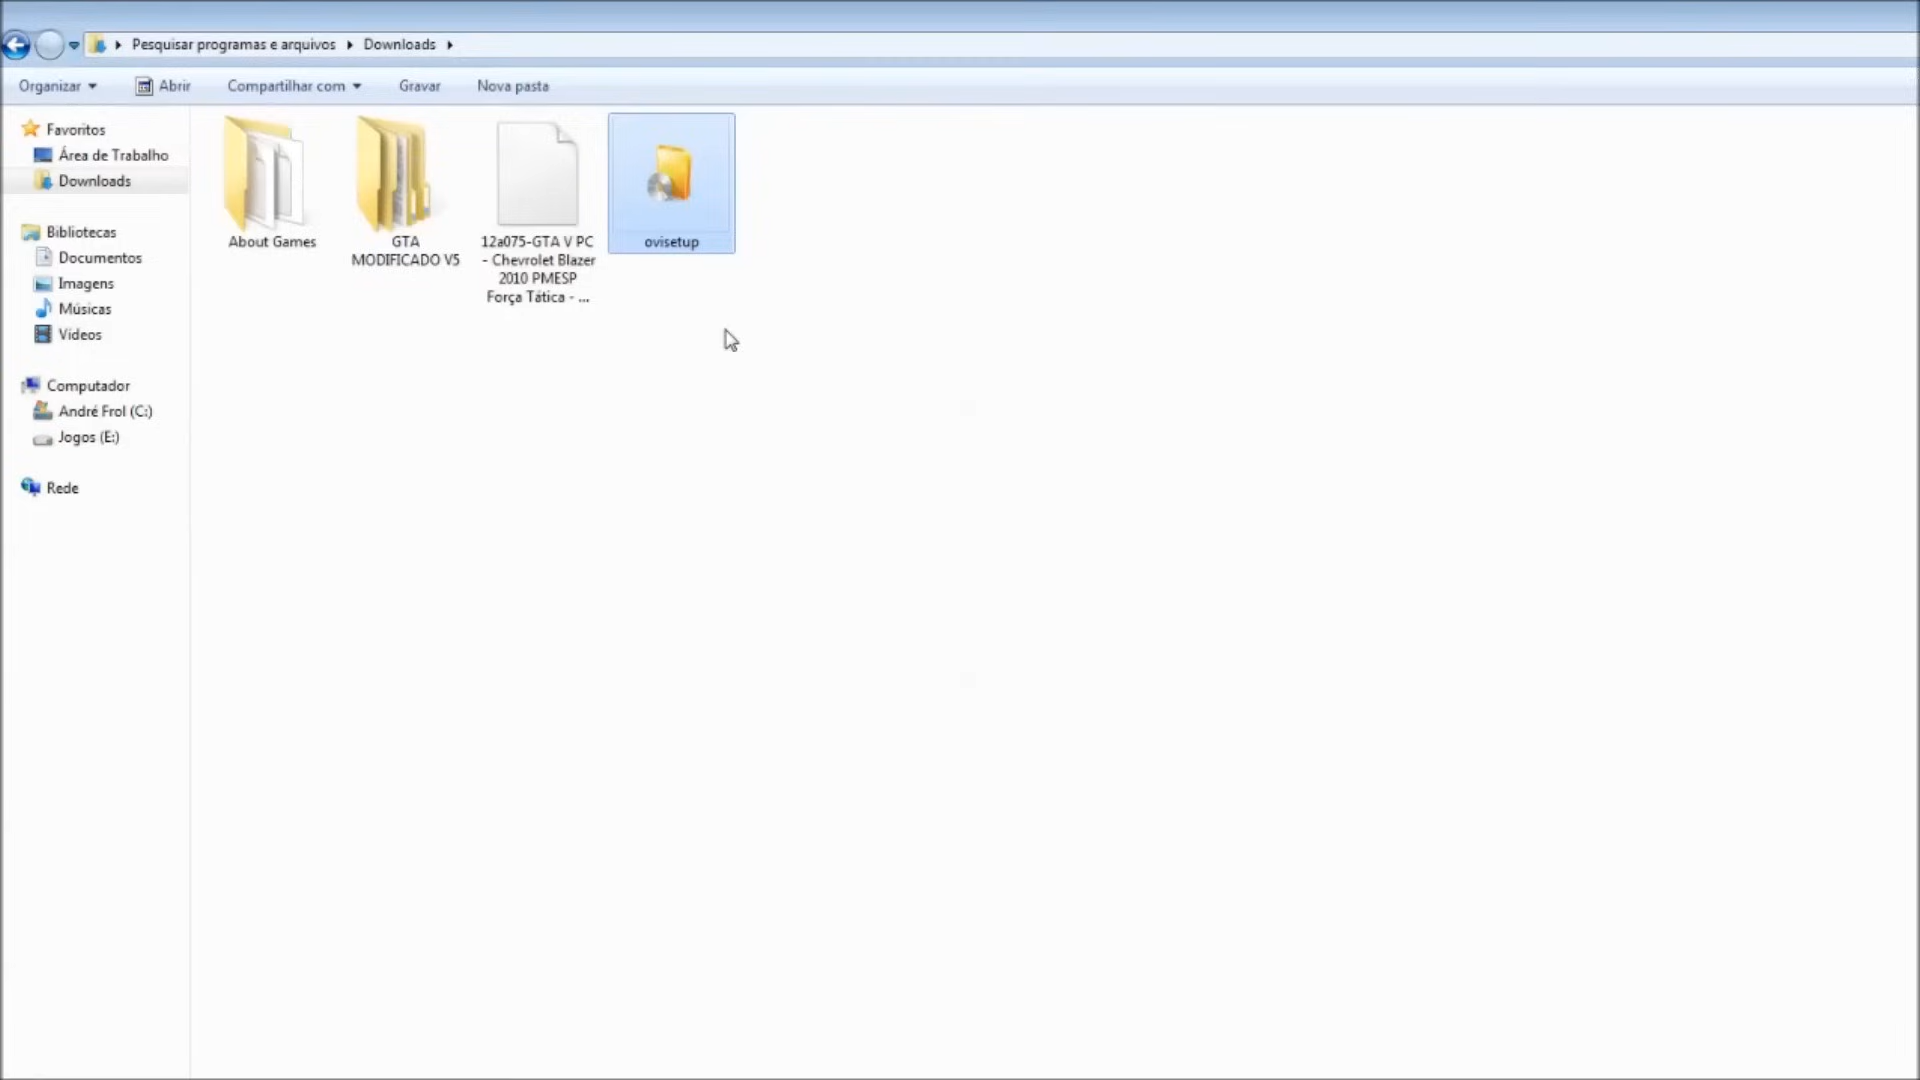 Pesquisar programas e arquivos Downloads
Organizar Abrir Compartilhar com Gravar Nova pasta
Favoritos
Área de Trabalho
Downloads
Bibliotecas
Documentos
Imagens
Músicas
Vídeos
Computador
André Frol (C:)
Jogos (E:)
Rede
About Games
GTA
MODIFICADO V5
12a075-GTA V PC
- Chevrolet Blazer
2010 PMESP
Força Tática - ...
ovisetup